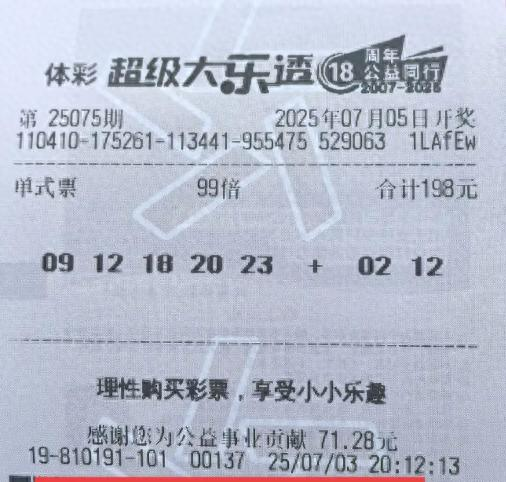 体彩 超级大乐透 18 周年
公益同行
2007-2025
第 25075期 2025年07月05日开奖
110410-175261-113441-955475 529063 1LAfEw
单式票 99倍 合计198元
09 12 18 20 23 + 02 12
理性购买彩票，享受小小乐趣
感谢您为公益事业贡献 71.28元
19-810191-101 00137 25/07/03 20:12:13